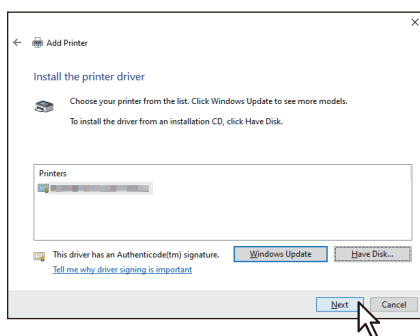 Add Printer
Install the printer driver
Choose your printer from the list. Click Windows Update to see more models.
To install the driver from an installation CD, click Have Disk.
Printers
This driver has an Authenticode(tm) signature.
Windows Update
Have Disk...
Tell me why driver signing is important
Next
Cancel